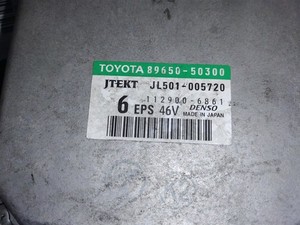 TOYOTA 89650-50300
JTEKT JL501-005720
112900-6861
6 EPS 46V DENSO
MADE IN JAPAN